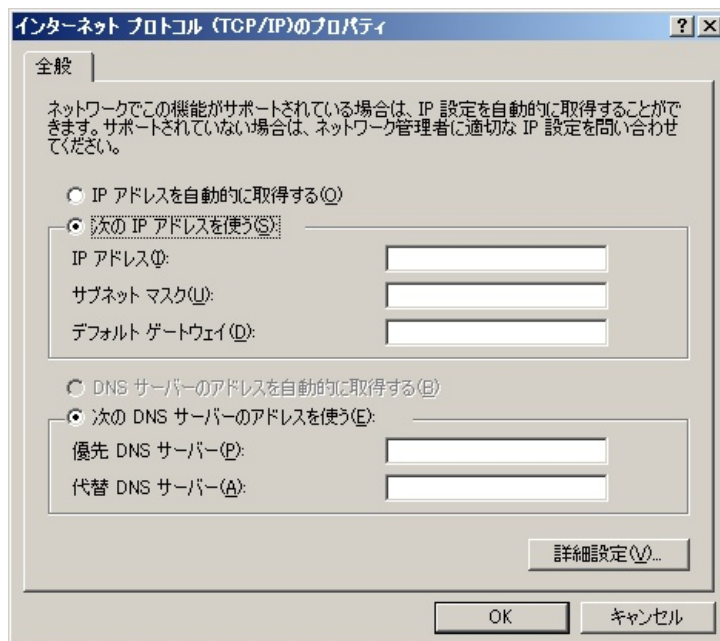 インターネット プロトコル (TCP/IP)のプロパティ
全般
ネットワークでこの機能がサポートされている場合は、IP 設定を自動的に取得することがで
きます。サポートされていない場合は、ネットワーク管理者に適切な IP 設定を問い合わせ
てください。
IP アドレスを自動的に取得する(O)
次の IP アドレスを使う(S):
IP アドレス(I):
サブネット マスク(U):
デフォルト ゲートウェイ(D):
DNS サーバーのアドレスを自動的に取得する(B)
次の DNS サーバーのアドレスを使う(E):
優先 DNS サーバー(P):
代替 DNS サーバー(A):
詳細設定(V)...
OK
キャンセル